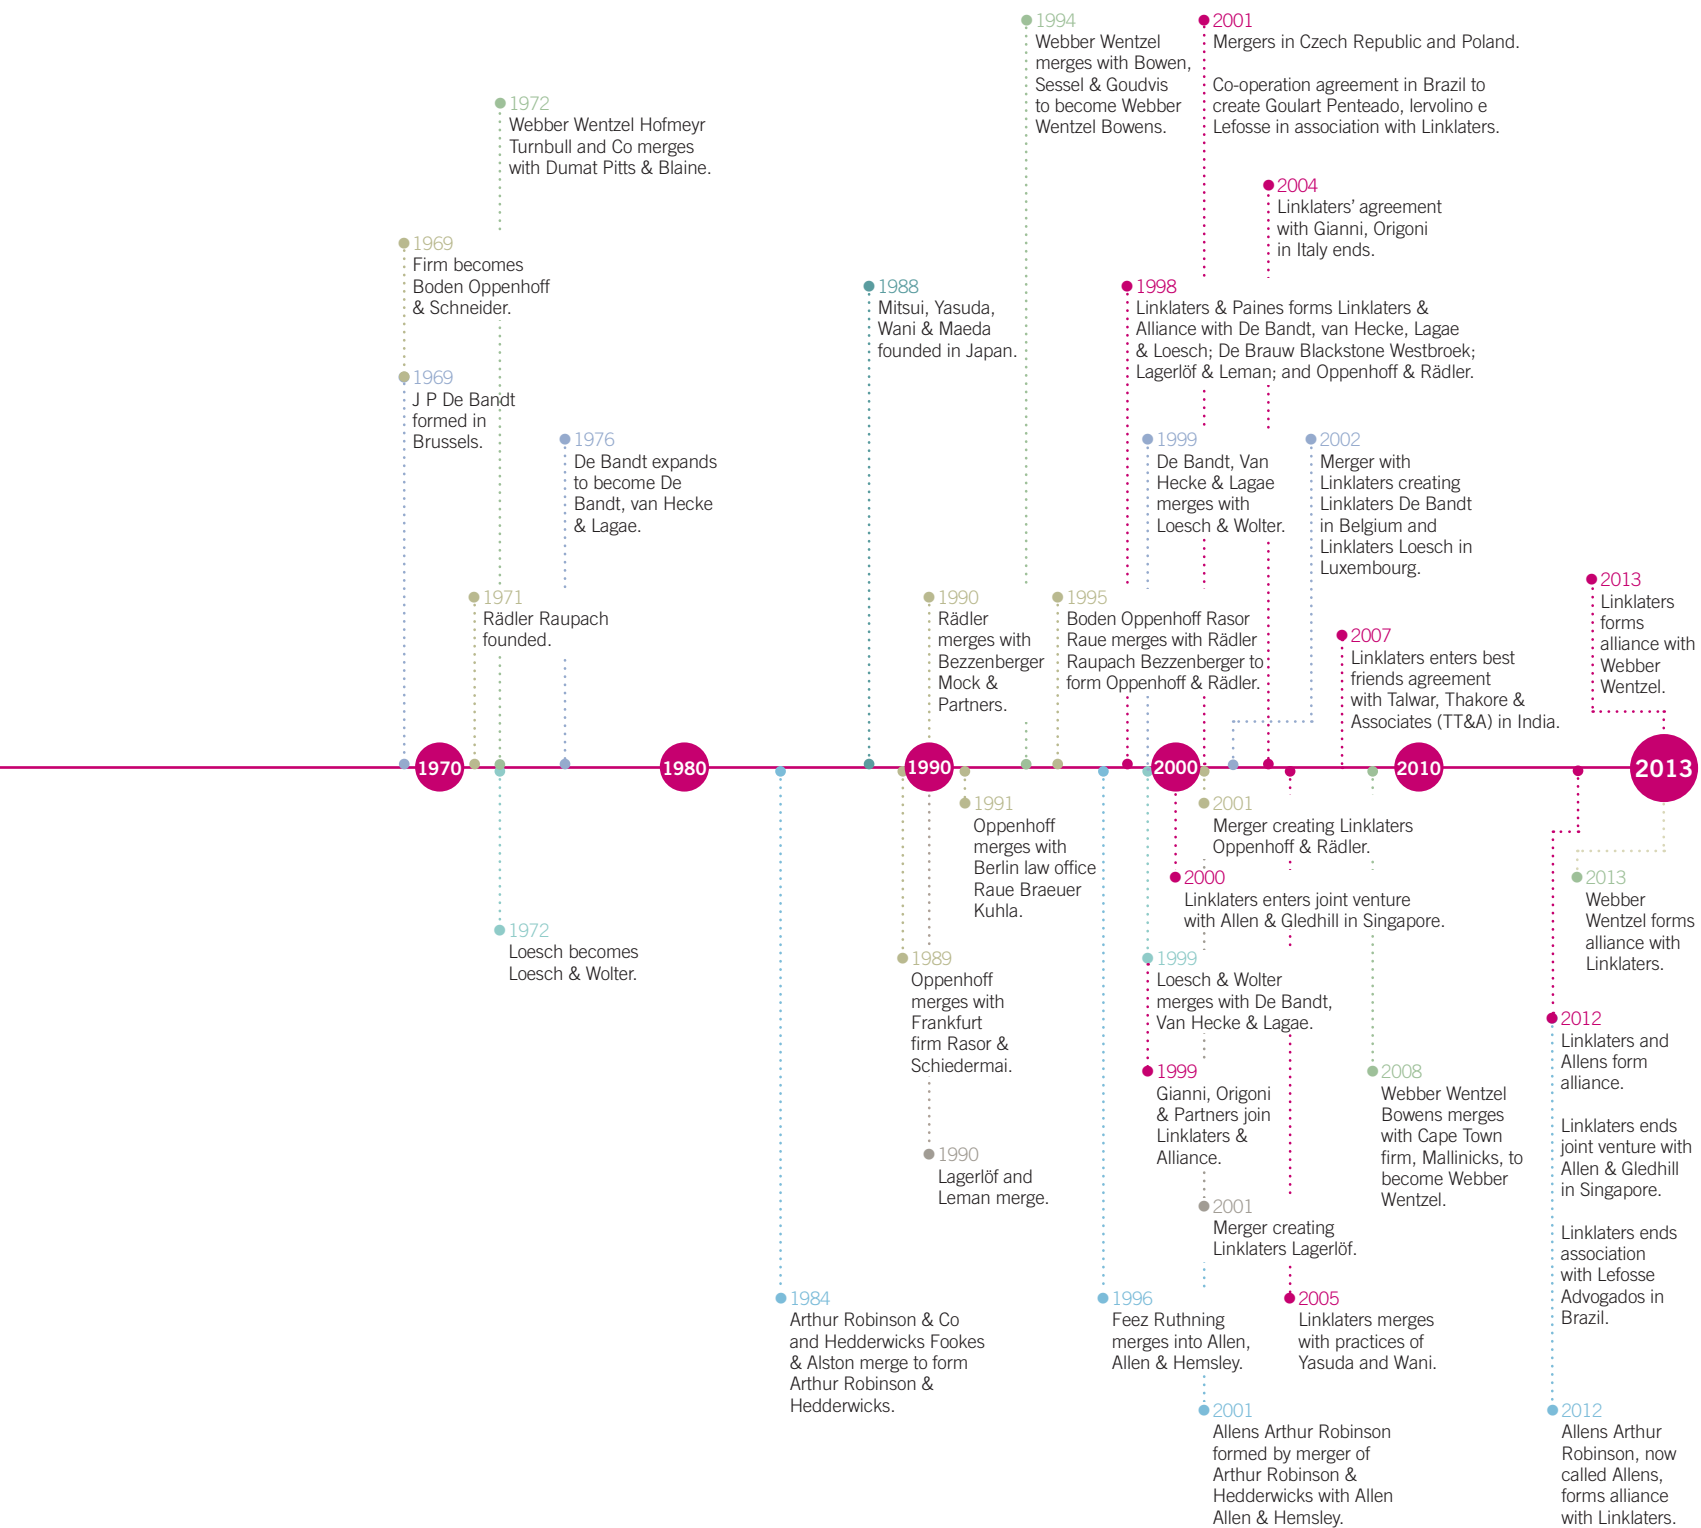 1994
Webber Wentzel
merges with Bowen,
Sessel & Goudvis
to become Webber
Wentzel Bowens.
2001
Mergers in Czech Republic and Poland.
Co-operation agreement in Brazil to
create Goulart Penteado, Iervolino e
Lefosse in association with Linklaters.
1972
Webber Wentzel Hofmeyr
Turnbull and Co merges
with Dumat Pitts & Blaine.
2004
Linklaters’ agreement
with Gianni, Origoni
in Italy ends.
1969
Firm becomes
Boden Oppenhoff
& Schneider.
1988
Mitsui, Yasuda,
Wani & Maeda
founded in Japan.
1998
Linklaters & Paines forms Linklaters &
Alliance with De Bandt, van Hecke, Lagae
& Loesch; De Brauw Blackstone Westbroek;
Lagerlöf & Leman; and Oppenhoff & Rädler.
1969
J P De Bandt
formed in
Brussels.
1976
De Bandt expands
to become De
Bandt, van Hecke
& Lagae.
1999
De Bandt, Van
Hecke & Lagae
merges with
Loesch & Wolter.
2002
Merger with
Linklaters creating
Linklaters De Bandt
in Belgium and
Linklaters Loesch in
Luxembourg.
1971
Rädler Raupach
founded.
1990
Rädler
merges with
Bezzenberger
Mock &
Partners.
1995
Boden Oppenhoff Rasor
Raue merges with Rädler
Raupach Bezzenberger to
form Oppenhoff & Rädler.
2007
Linklaters enters best
friends agreement
with Talwar, Thakore &
Associates (TT&A) in India.
2013
Linklaters
forms
alliance with
Webber
Wentzel.
1970
1980
1990
2000
2010
2013
1991
Oppenhoff
merges with
Berlin law office
Raue Braeuer
Kuhla.
2001
Merger creating Linklaters
Oppenhoff & Rädler.
2000
Linklaters enters joint venture
with Allen & Gledhill in Singapore.
2013
Webber
Wentzel forms
alliance with
Linklaters.
1972
Loesch becomes
Loesch & Wolter.
1989
Oppenhoff
merges with
Frankfurt
firm Rasor &
Schiedermai.
1999
Loesch & Wolter
merges with De Bandt,
Van Hecke & Lagae.
2012
Linklaters and
Allens form
alliance.
Linklaters ends
joint venture with
Allen & Gledhill
in Singapore.
Linklaters ends
association
with Lefosse
Advogados in
Brazil.
1999
Gianni, Origoni
& Partners join
Linklaters &
Alliance.
2008
Webber Wentzel
Bowens merges
with Cape Town
firm, Mallinicks, to
become Webber
Wentzel.
1990
Lagerlöf and
Leman merge.
2001
Merger creating
Linklaters Lagerlöf.
1984
Arthur Robinson & Co
and Hedderwicks Fookes
& Alston merge to form
Arthur Robinson &
Hedderwicks.
1996
Feez Ruthning
merges into Allen,
Allen & Hemsley.
2005
Linklaters merges
with practices of
Yasuda and Wani.
2001
Allens Arthur Robinson
formed by merger of
Arthur Robinson &
Hedderwicks with Allen
Allen & Hemsley.
2012
Allens Arthur
Robinson, now
called Allens,
forms alliance
with Linklaters.